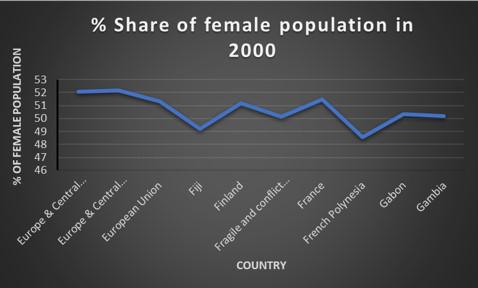 % Share of female population in
2000
% OF FEMALE POPULATION
53
52
51
50
49
48
47
46
Europe & Central...
Europe & Central...
European Union
Fiji
Finland
Fragile and conflict...
France
French Polynesia
Gabon
Gambia
COUNTRY